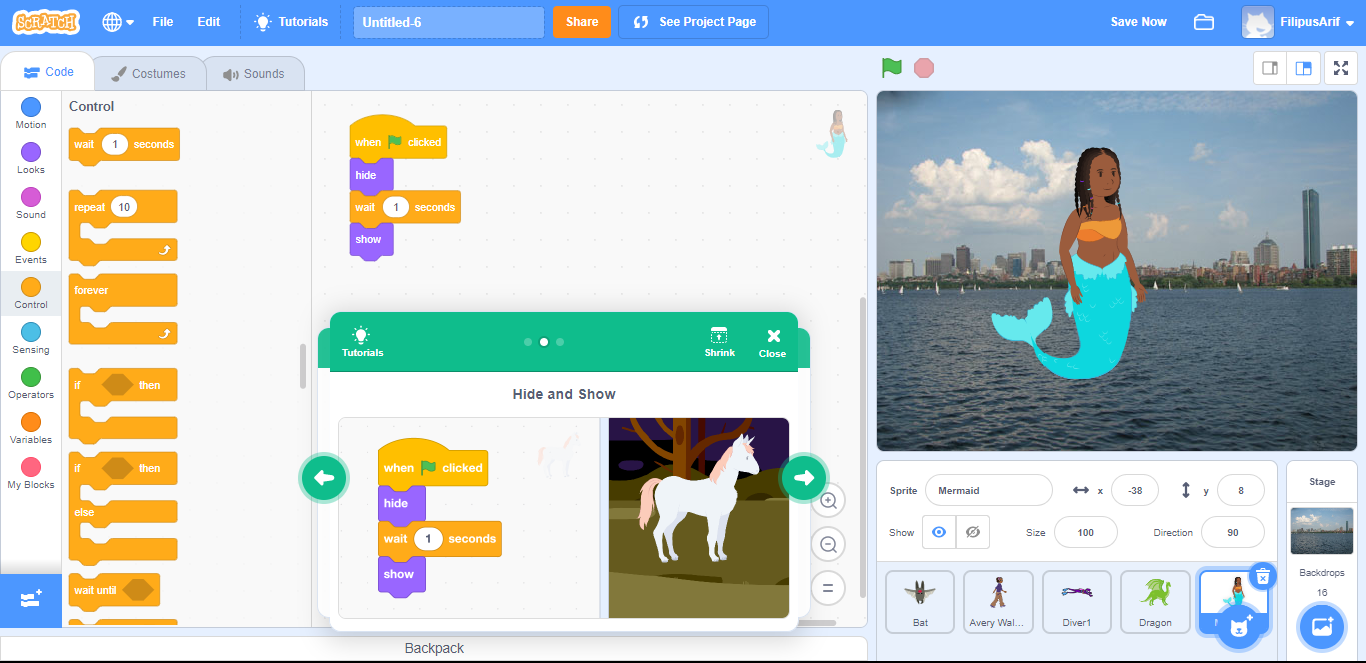 SCRATCH File Edit Tutorials Untitled-6 Share See Project Page Save Now FilipusArif
Code Costumes Sounds
Motion
Looks
Sound
Events
Control
Sensing
Operators
Variables
My Blocks
Control
wait 1 seconds
repeat 10
forever
if then
if then
else
wait until
when clicked
hide
wait 1 seconds
show
Tutorials Shrink Close
Hide and Show
when clicked
hide
wait 1 seconds
show
Backpack
Sprite Mermaid x -38 y 8
Show Size 100 Direction 90
Bat Avery Wal... Diver1 Dragon
Stage
Backdrops
16